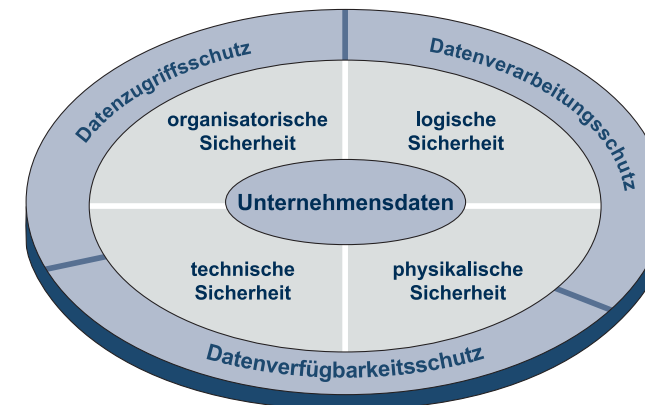 Datenzugriffsschutz
Datenverarbeitungsschutz
organisatorische
Sicherheit
logische
Sicherheit
Unternehmensdaten
technische
Sicherheit
physikalische
Sicherheit
Datenverfügbarkeitsschutz